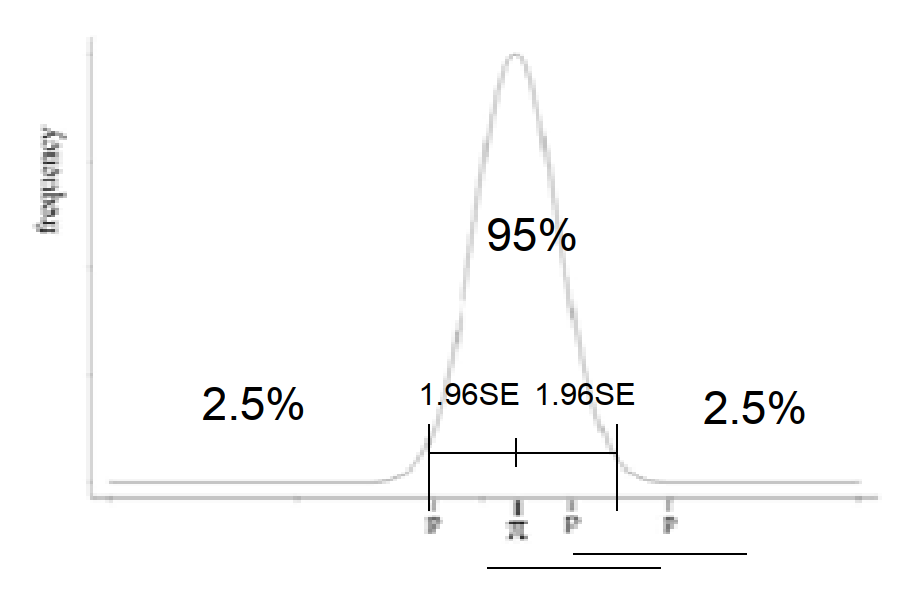 frequency
95%
1.96SE 1.96SE
2.5% 2.5%
P π P P